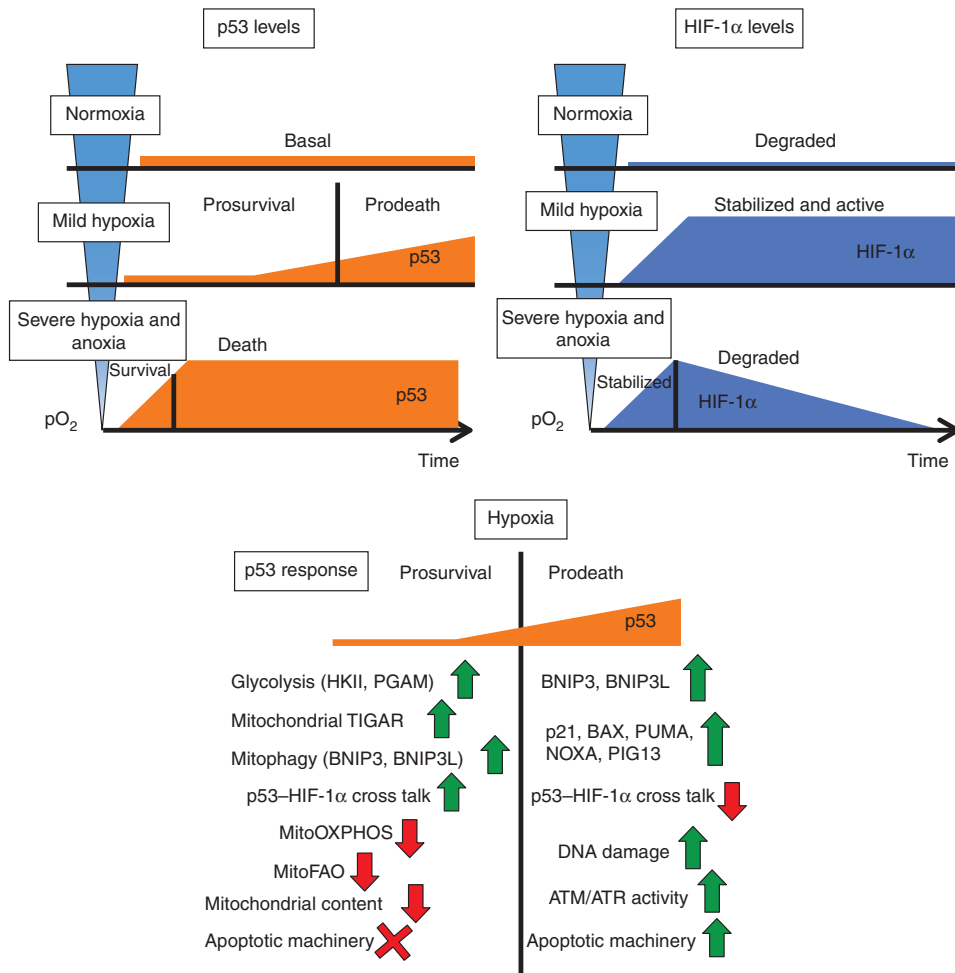 p53 levels
Normoxia
Basal
Mild hypoxia
Prosurvival
Prodeath
p53
Severe hypoxia and
anoxia
Death
Survival
p53
pO2
Time
HIF-1α levels
Normoxia
Degraded
Mild hypoxia
Stabilized and active
HIF-1α
Severe hypoxia and
anoxia
Degraded
Stabilized
HIF-1α
pO2
Time
Hypoxia
p53 response
Prosurvival
Prodeath
p53
Glycolysis (HKII, PGAM)
Mitochondrial TIGAR
Mitophagy (BNIP3, BNIP3L)
p53–HIF-1α cross talk
MitoOXPHOS
MitoFAO
Mitochondrial content
Apoptotic machinery
BNIP3, BNIP3L
p21, BAX, PUMA,
NOXA, PIG13
p53–HIF-1α cross talk
DNA damage
ATM/ATR activity
Apoptotic machinery